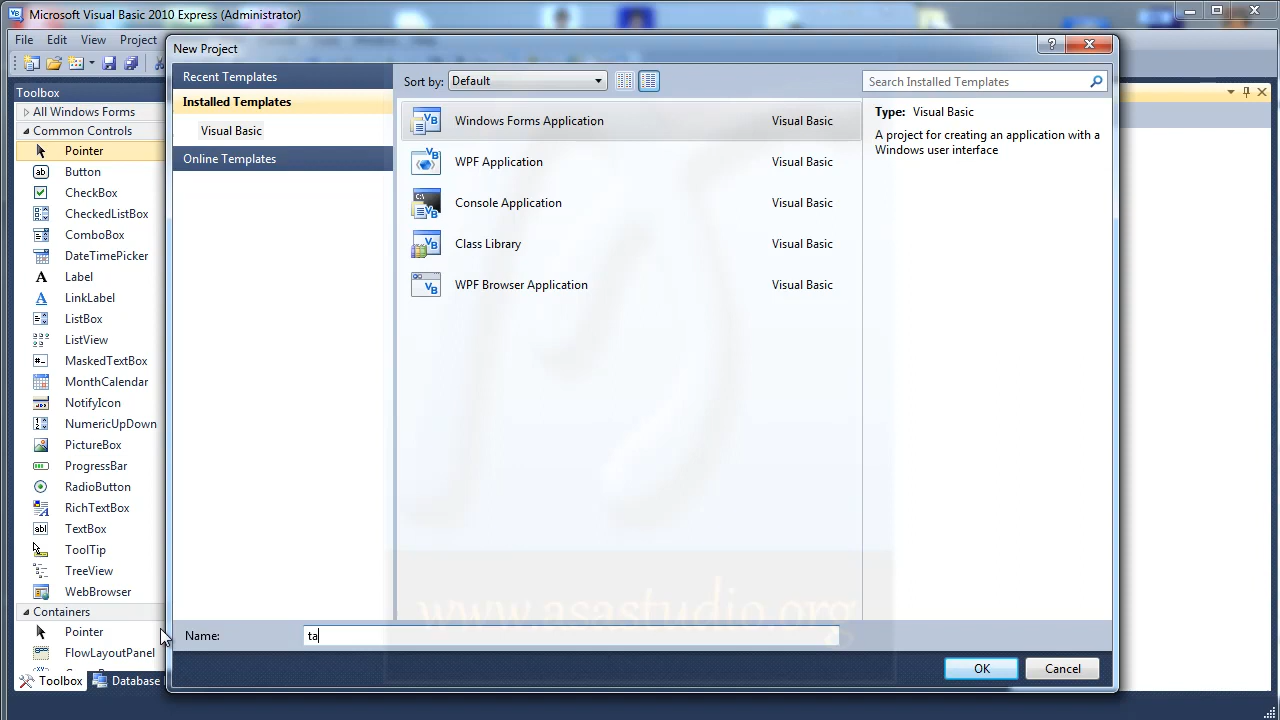 Microsoft Visual Basic 2010 Express (Administrator)
File Edit View Project
New Project
Toolbox
All Windows Forms
Common Controls
Pointer
Button
CheckBox
CheckedListBox
ComboBox
DateTimePicker
Label
LinkLabel
ListBox
ListView
MaskedTextBox
MonthCalendar
NotifyIcon
NumericUpDown
PictureBox
ProgressBar
RadioButton
RichTextBox
TextBox
ToolTip
TreeView
WebBrowser
Containers
Pointer
FlowLayoutPanel
Toolbox Database
Recent Templates
Installed Templates
Visual Basic
Online Templates
Sort by: Default
Search Installed Templates
Windows Forms Application Visual Basic
WPF Application Visual Basic
Console Application Visual Basic
Class Library Visual Basic
WPF Browser Application Visual Basic
Type: Visual Basic
A project for creating an application with a
Windows user interface
www.asastudio.org
Name: ta
OK Cancel